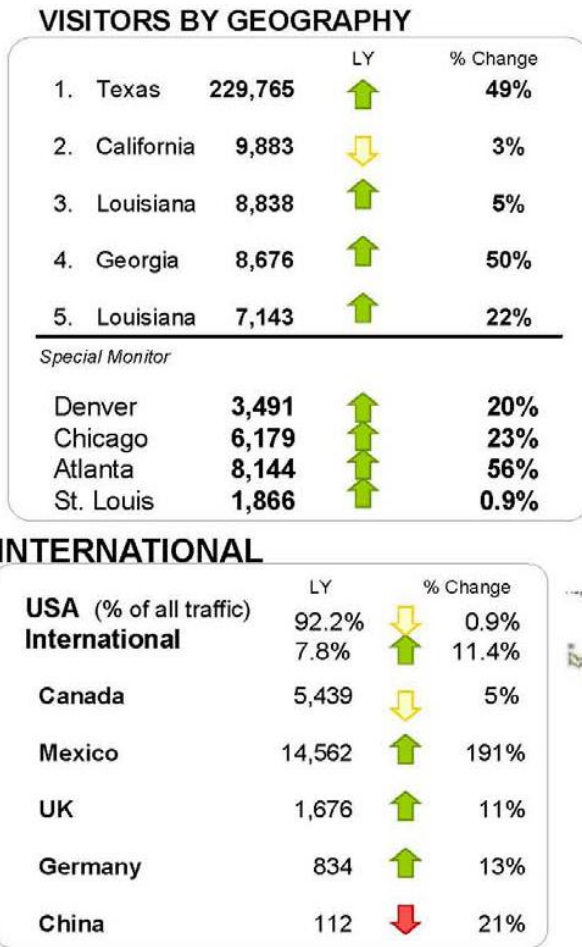 VISITORS BY GEOGRAPHY
LY % Change
1. Texas 229,765 49%
2. California 9,883 3%
3. Louisiana 8,838 5%
4. Georgia 8,676 50%
5. Louisiana 7,143 22%
Special Monitor
Denver 3,491 20%
Chicago 6,179 23%
Atlanta 8,144 56%
St. Louis 1,866 0.9%
INTERNATIONAL
LY % Change
USA (% of all traffic) 92.2% 0.9%
International 7.8% 11.4%
Canada 5,439 5%
Mexico 14,562 191%
UK 1,676 11%
Germany 834 13%
China 112 21%